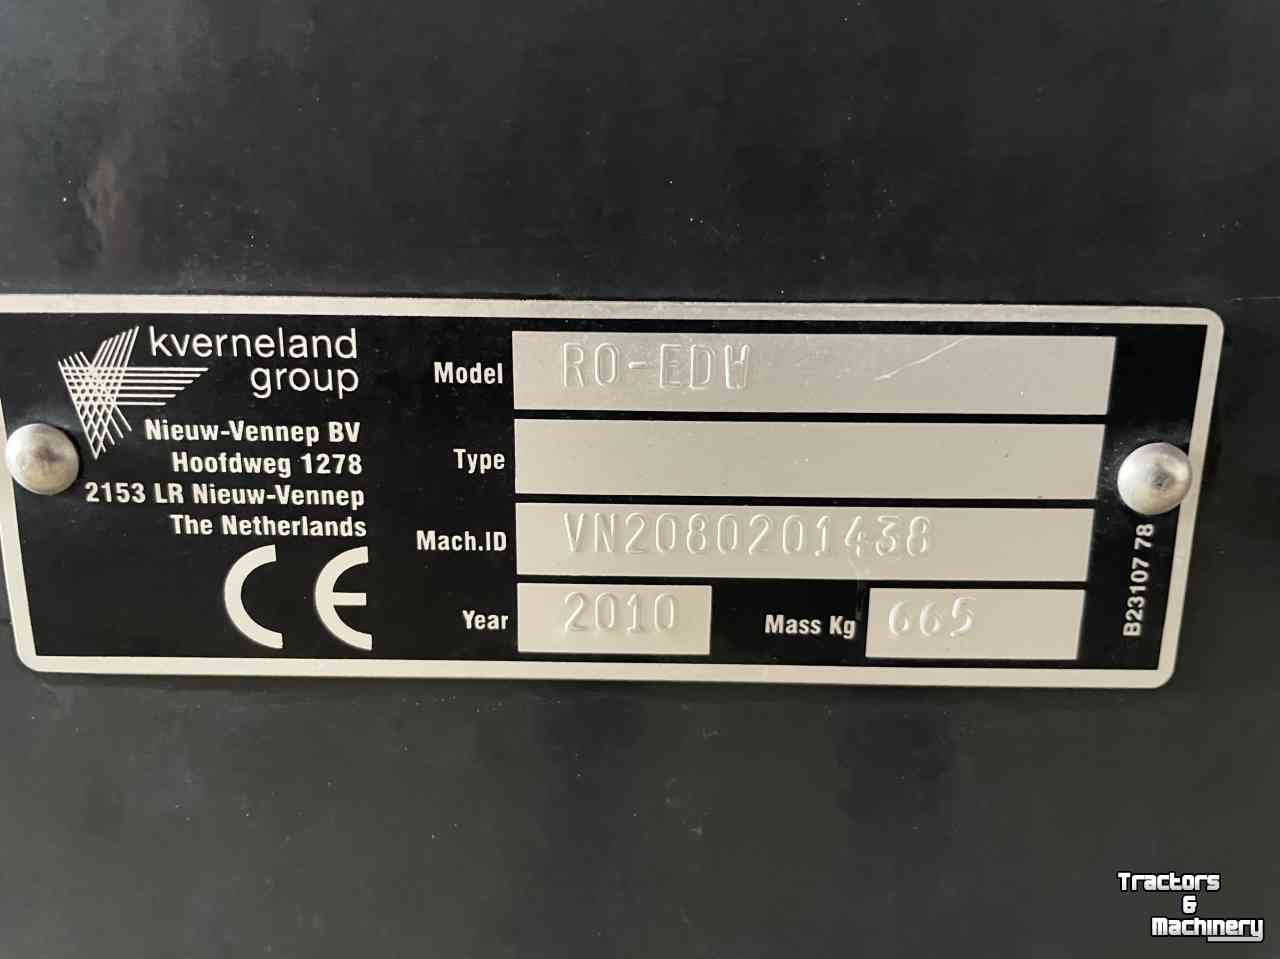 kverneland
group
Nieuw-Vennep BV
Hoofdweg 1278
2153 LR Nieuw-Vennep
The Netherlands
CE
Model RO-EDW
Type
Mach.ID VN2080201438
Year 2010 Mass Kg 665
B23107 78
Tractors
&
Machinery